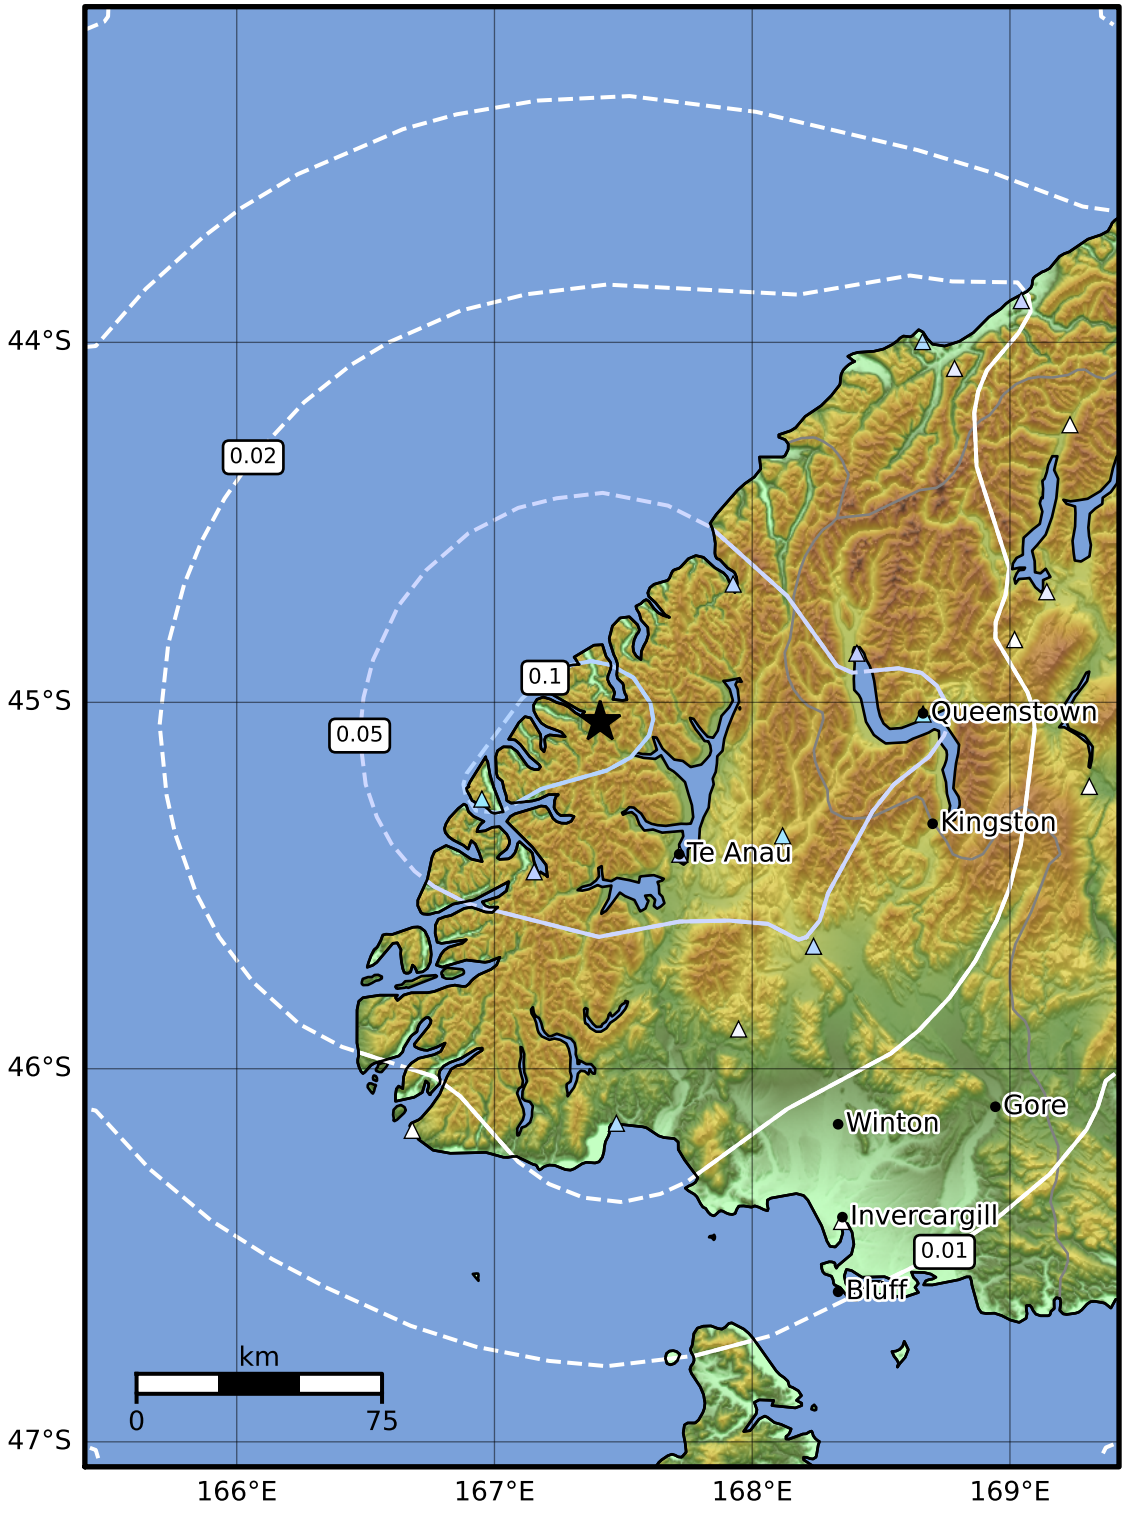 44°S
0.02
0.1
45°S
Queenstown
0.05
Kingston
Te Anau
46°S
Gore
Winton
Invercargill
0.01
Bluff
km
0
75
47°S
166°E
167°E
168°E
169°E